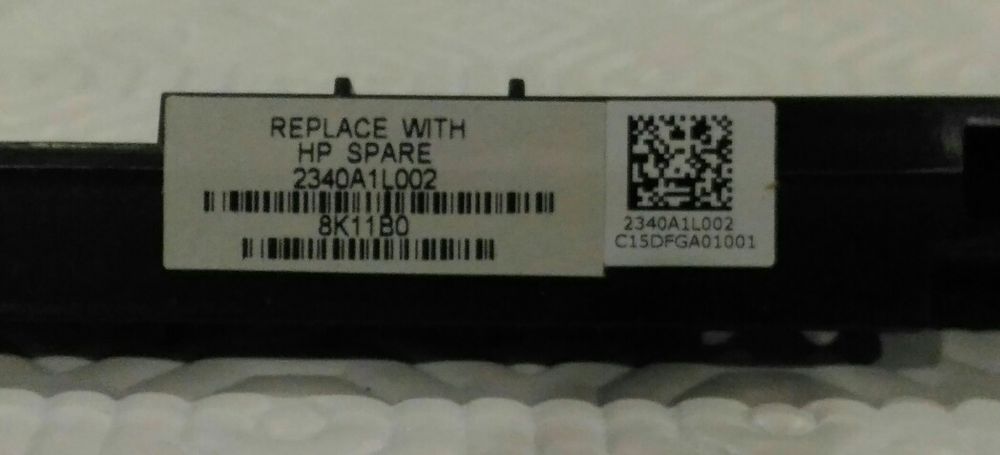 REPLACE WITH
HP SPARE
2340A1L002
8K11B0
2340A1L002
C15DFGA01001